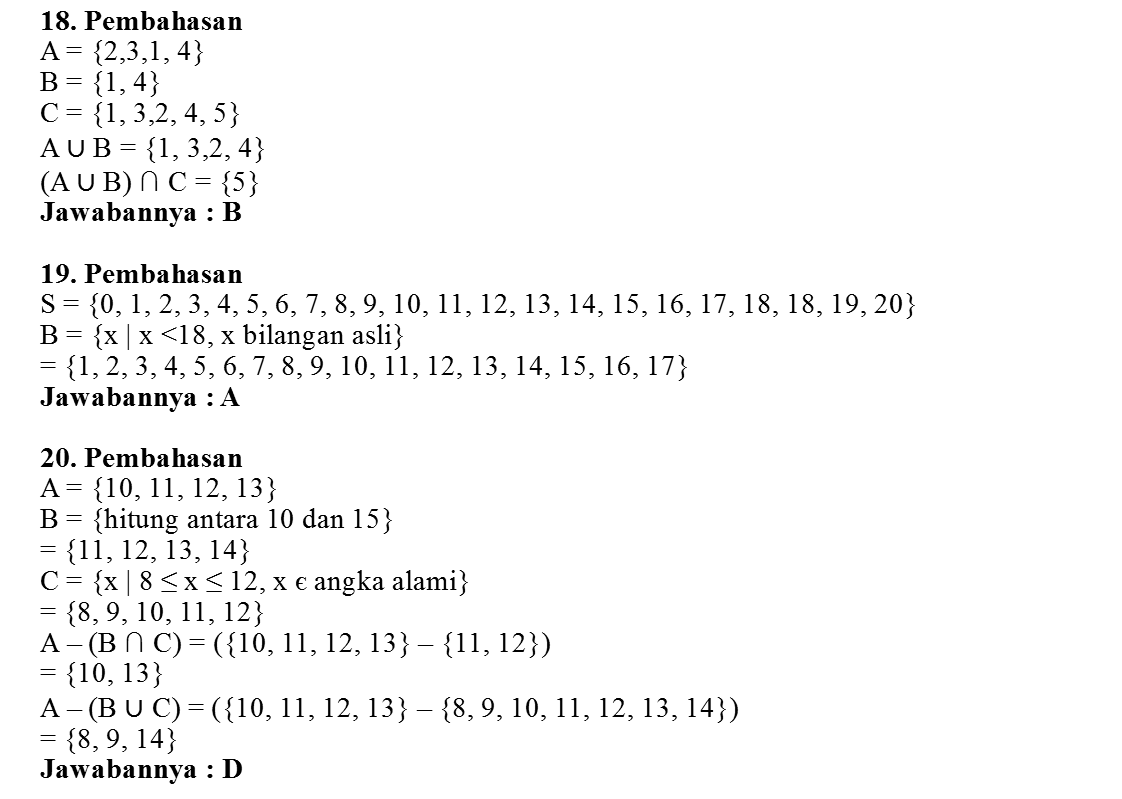 18. Pembahasan
A = {2,3,1, 4}
B = {1, 4}
C = {1, 3,2, 4, 5}
A ∪ B = {1, 3,2, 4}
(A ∪ B) ∩ C = {5}
Jawabannya : B
19. Pembahasan
S = {0, 1, 2, 3, 4, 5, 6, 7, 8, 9, 10, 11, 12, 13, 14, 15, 16, 17, 18, 18, 19, 20}
B = {x | x <18, x bilangan asli}
= {1, 2, 3, 4, 5, 6, 7, 8, 9, 10, 11, 12, 13, 14, 15, 16, 17}
Jawabannya : A
20. Pembahasan
A = {10, 11, 12, 13}
B = {hitung antara 10 dan 15}
= {11, 12, 13, 14}
C = {x | 8 ≤ x ≤ 12, x є angka alami}
= {8, 9, 10, 11, 12}
A – (B ∩ C) = ({10, 11, 12, 13} – {11, 12})
= {10, 13}
A – (B ∪ C) = ({10, 11, 12, 13} – {8, 9, 10, 11, 12, 13, 14})
= {8, 9, 14}
Jawabannya : D